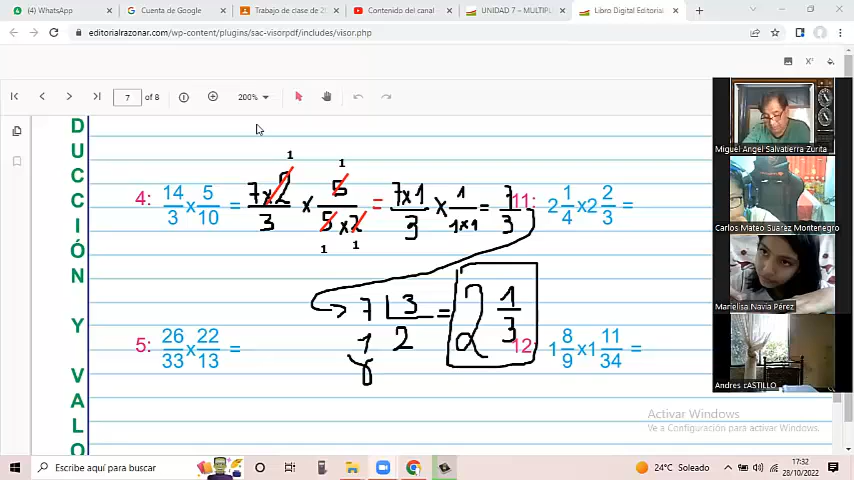 (4) WhatsApp
Cuenta de Google
Trabajo de clase de 2
Contenido del canal
UNIDAD 7 – MULTIPL
Libro Digital Editorial
editorialrazonar.com/wp-content/plugins/sac-visorpdf/includes/visor.php
7 of 8
200%
D
U
C
C
I
Ó
N
Y
V
A
L
O
4: 14/3 x 5/10 = 7x2/3 x 5/5x2 = 7x1/3 x 1/1x1 = 7/3
1 1
1 1
7 | 3 = 2 1/3
1 2
r
5: 26/33 x 22/13 =
11: 2 1/4 x 2 2/3 =
12: 1 8/9 x 1 11/34 =
Miguel Angel Salvatierra Zurita
Carlos Mateo Suarez Montenegro
Marielisa Navia Perez
Andres cASTILLO
Activar Windows
Ve a Configuración para activar Windows.
Escribe aquí para buscar
24°C Soleado
17:32
28/10/2022